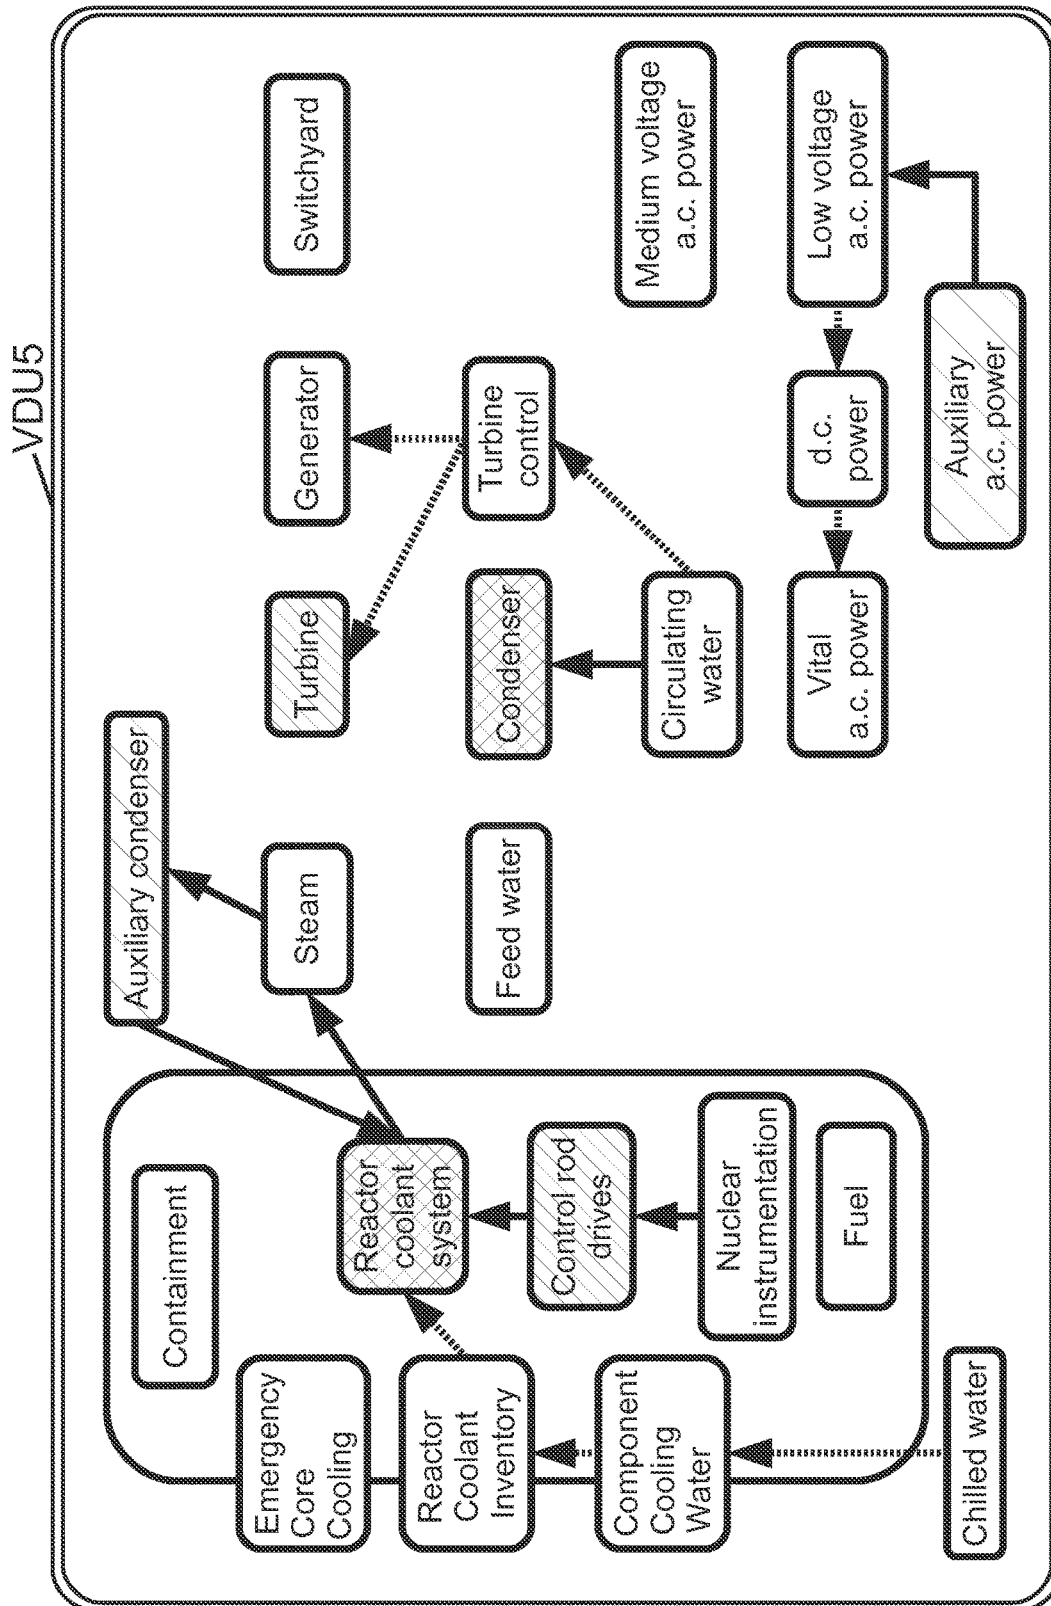 VDU5
Containment
Auxiliary condenser
Emergency
Core
Cooling
Steam
Turbine
Generator
Switchyard
Reactor
coolant
system
Reactor
Coolant
Inventory
Feed water
Condenser
Turbine
control
Control rod
drives
Component
Cooling
Water
Circulating
water
Medium voltage
a.c. power
Nuclear
instrumentation
Fuel
Vital
a.c. power
d.c.
power
Low voltage
a.c. power
Chilled water
Auxiliary
a.c. power